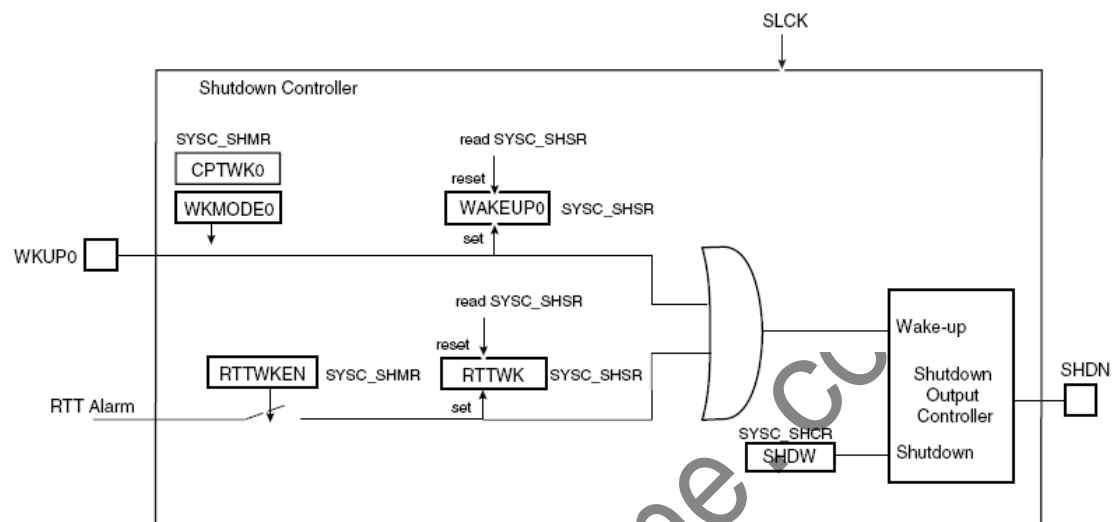 SLCK
Shutdown Controller
SYSC_SHMR
CPTWK0
WKMODE0
read SYSC_SHSR
reset
WAKEUP0 SYSC_SHSR
set
WKUP0
read SYSC_SHSR
reset
RTTWKEN SYSC_SHMR
RTTWK SYSC_SHSR
RTT Alarm
set
Wake-up
Shutdown
Output
Controller
SHDN
SYSC_SHCR
SHDW
Shutdown